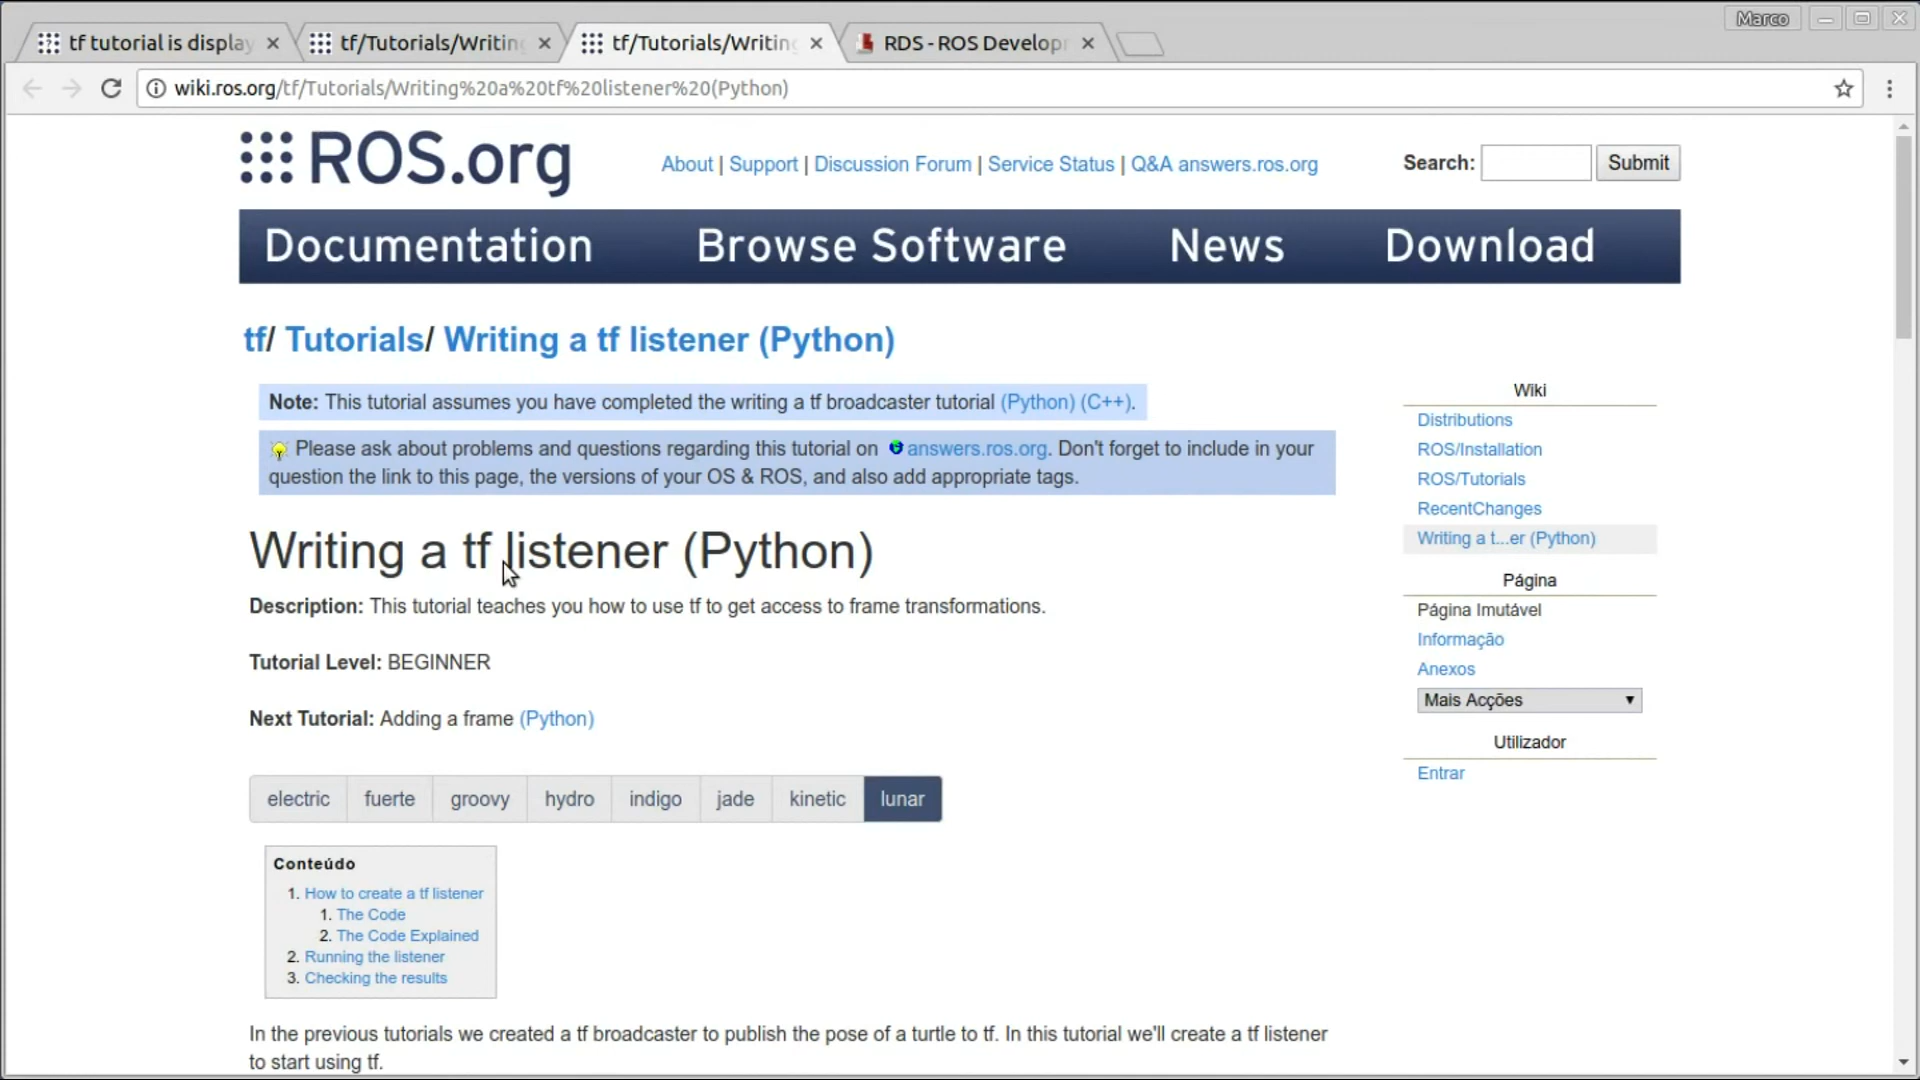 Marco
tf tutorial is display
tf/Tutorials/Writing
tf/Tutorials/Writing
RDS - ROS Developm
wiki.ros.org/tf/Tutorials/Writing%20a%20tf%20listener%20(Python)
ROS.org
About | Support | Discussion Forum | Service Status | Q&A answers.ros.org
Search:
Submit
Documentation Browse Software News Download
tf/ Tutorials/ Writing a tf listener (Python)
Note: This tutorial assumes you have completed the writing a tf broadcaster tutorial (Python) (C++).
Please ask about problems and questions regarding this tutorial on answers.ros.org. Don't forget to include in your
question the link to this page, the versions of your OS & ROS, and also add appropriate tags.
Writing a tf listener (Python)
Description: This tutorial teaches you how to use tf to get access to frame transformations.
Tutorial Level: BEGINNER
Next Tutorial: Adding a frame (Python)
electric fuerte groovy hydro indigo jade kinetic lunar
Conteúdo
1. How to create a tf listener
1. The Code
2. The Code Explained
2. Running the listener
3. Checking the results
In the previous tutorials we created a tf broadcaster to publish the pose of a turtle to tf. In this tutorial we'll create a tf listener
to start using tf.
Wiki
Distributions
ROS/Installation
ROS/Tutorials
RecentChanges
Writing a t...er (Python)
Página
Página Imutável
Informação
Anexos
Mais Acções
Utilizador
Entrar